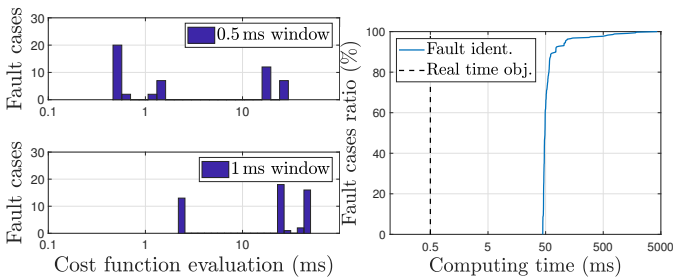 Fault cases
30
20
10
0
0.5 ms window
0.1
1
10
Fault cases
30
20
10
0
1 ms window
0.1
1
10
Cost function evaluation (ms)
Fault cases ratio (%)
100
80
60
40
20
0
Fault ident.
Real time obj.
0.5
5
50
500
5000
Computing time (ms)